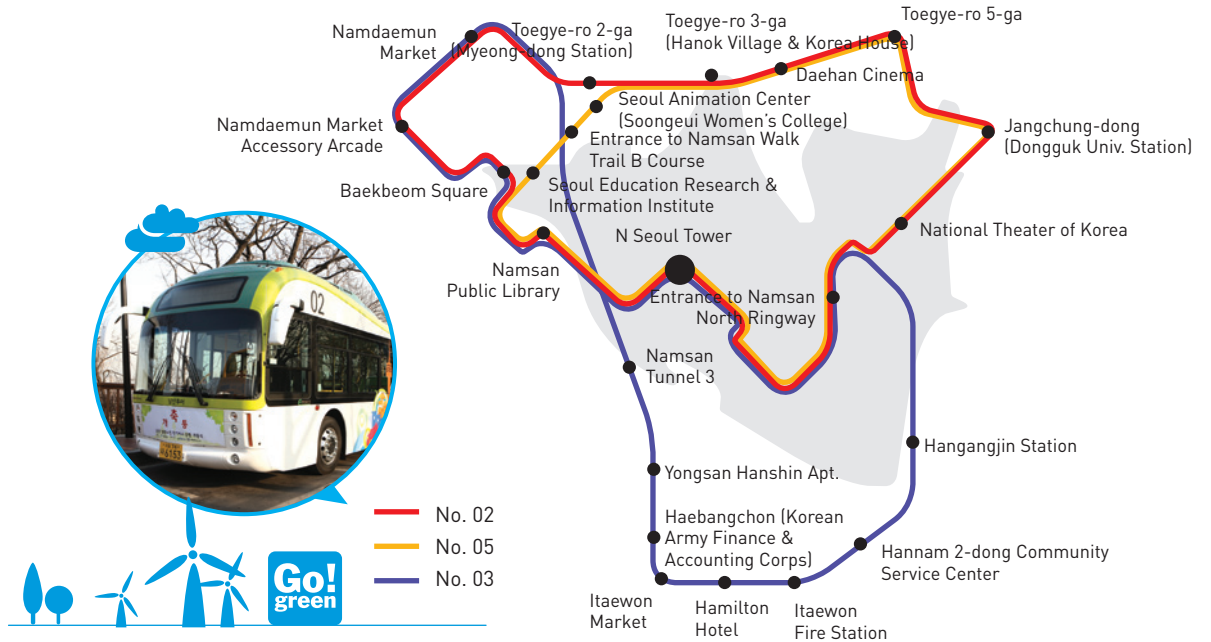 Namdaemun
Market
Toegye-ro 2-ga
(Myeong-dong Station)
Toegye-ro 3-ga
(Hanok Village & Korea House)
Toegye-ro 5-ga
Daehan Cinema
Seoul Animation Center
(Soongeui Women's College)
Namdaemun Market
Accessory Arcade
Entrance to Namsan Walk
Trail B Course
Jangchung-dong
(Dongguk Univ. Station)
Baekbeom Square
Seoul Education Research &
Information Institute
N Seoul Tower
National Theater of Korea
Namsan
Public Library
Entrance to Namsan
North Ringway
Namsan
Tunnel 3
Hangangjin Station
Yongsan Hanshin Apt.
Haebangchon (Korean
Army Finance &
Accounting Corps)
Hannam 2-dong Community
Service Center
Itaewon
Market
Hamilton
Hotel
Itaewon
Fire Station
02
6153
No. 02
No. 05
No. 03
Go!
green